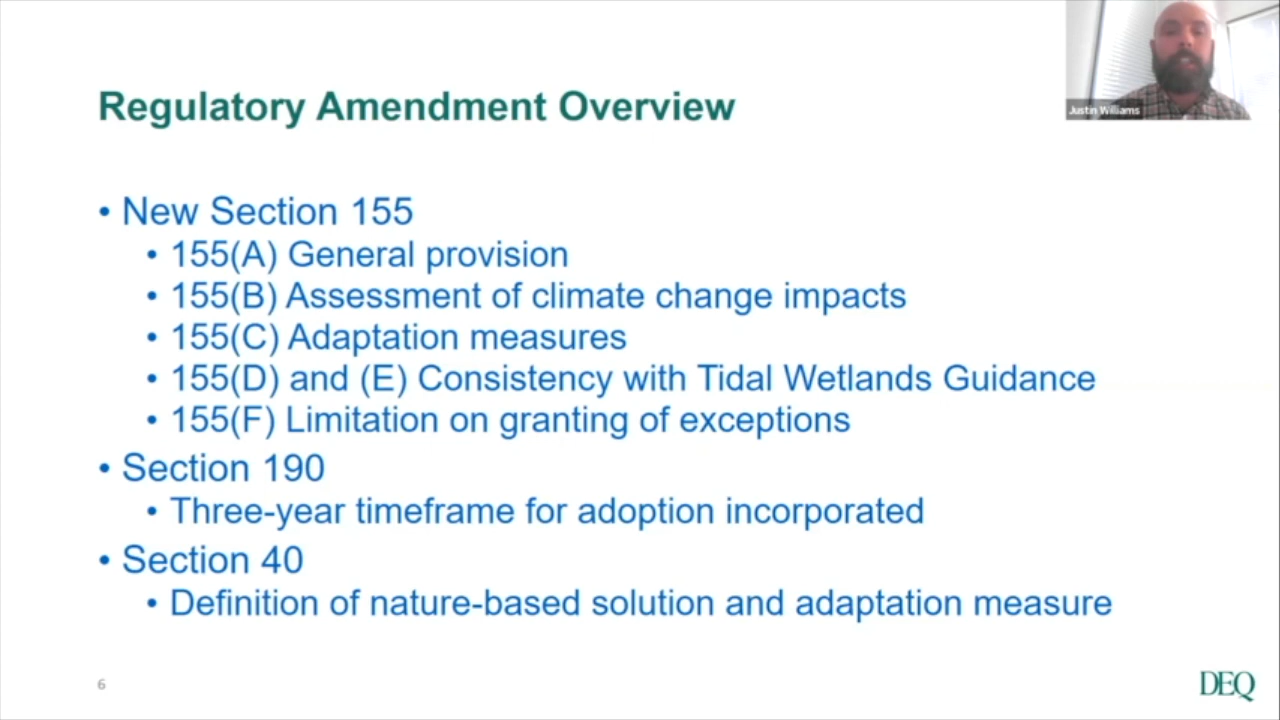 Justin Williams
Regulatory Amendment Overview
• New Section 155
• 155(A) General provision
• 155(B) Assessment of climate change impacts
• 155(C) Adaptation measures
• 155(D) and (E) Consistency with Tidal Wetlands Guidance
• 155(F) Limitation on granting of exceptions
• Section 190
• Three-year timeframe for adoption incorporated
• Section 40
• Definition of nature-based solution and adaptation measure
6
DEQ